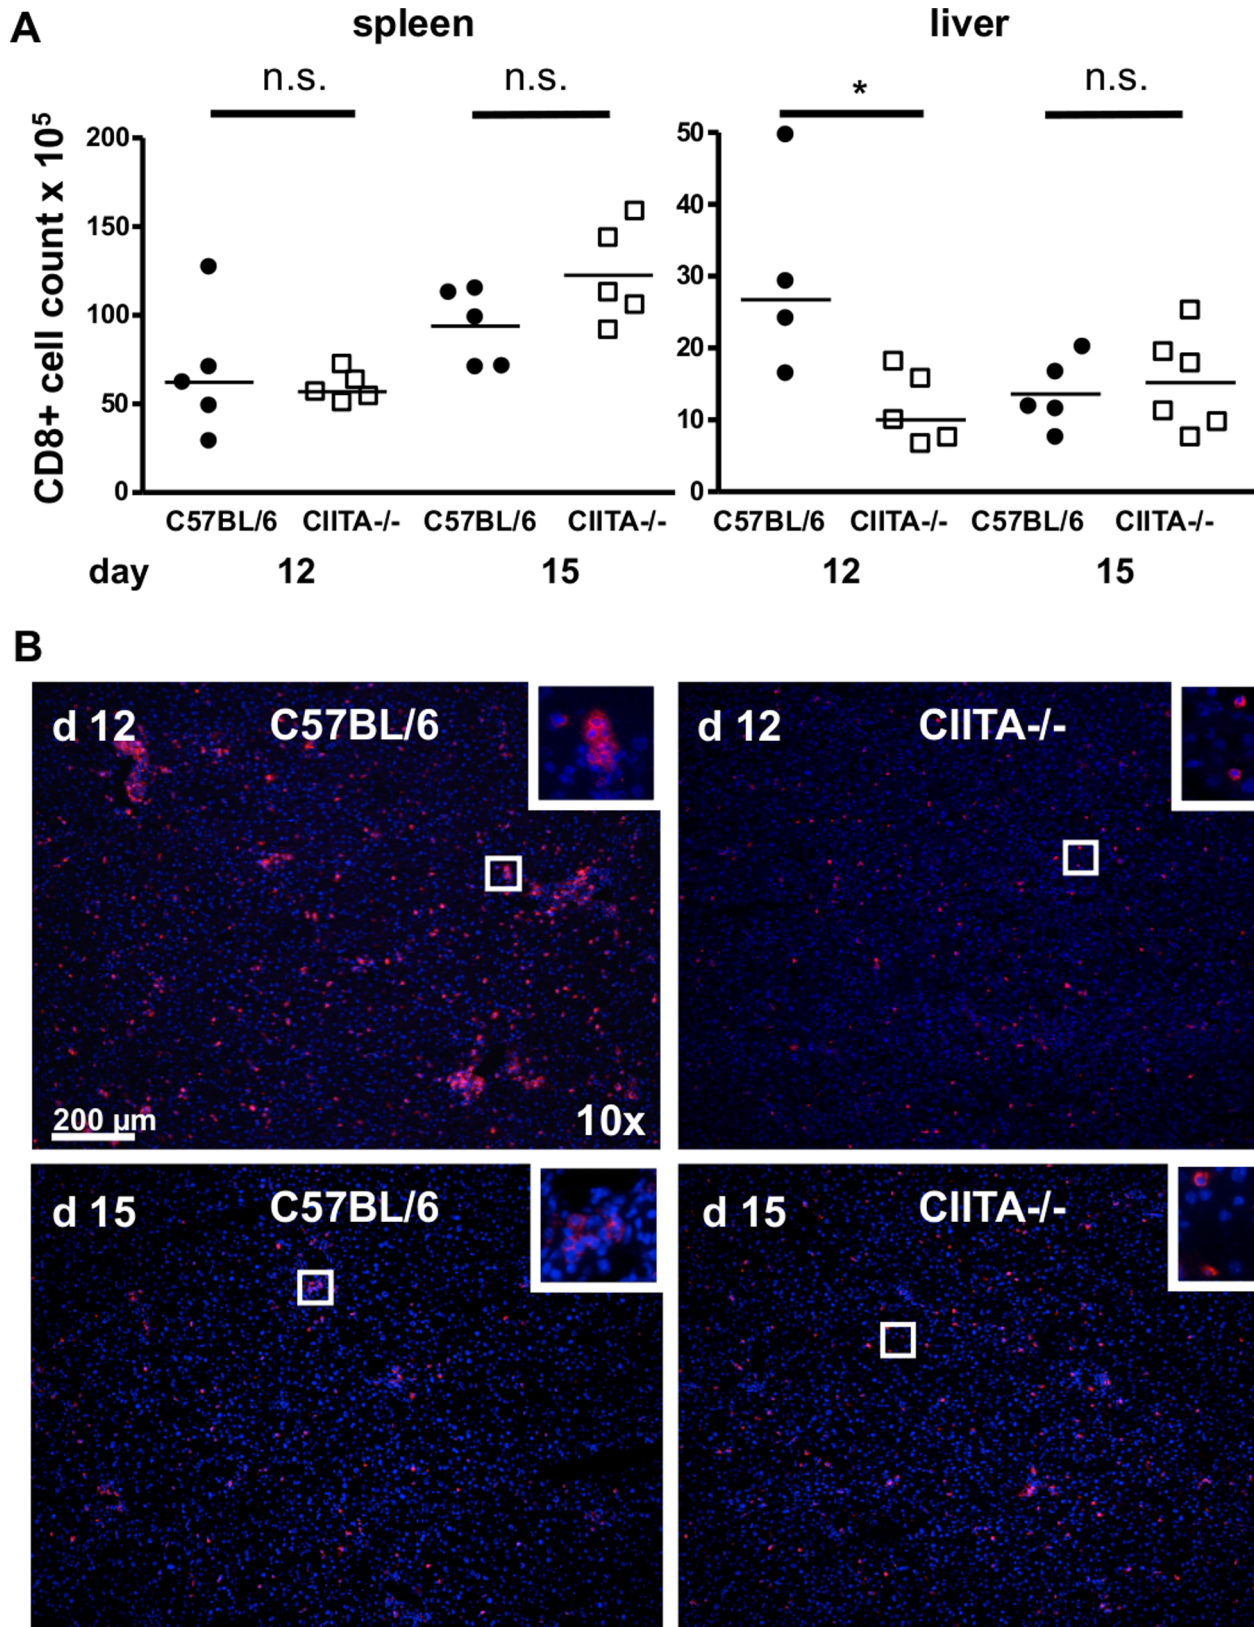 A
spleen
liver
n.s.
n.s.
*
n.s.
CD8+ cell count x 10⁵
200
150
100
50
0
50
40
30
20
10
0
C57BL/6 CIITA-/- C57BL/6 CIITA-/-
C57BL/6 CIITA-/- C57BL/6 CIITA-/-
day 12 15 12 15
B
d 12 C57BL/6
200 µm
10x
d 12 CIITA-/-
d 15 C57BL/6
d 15 CIITA-/-